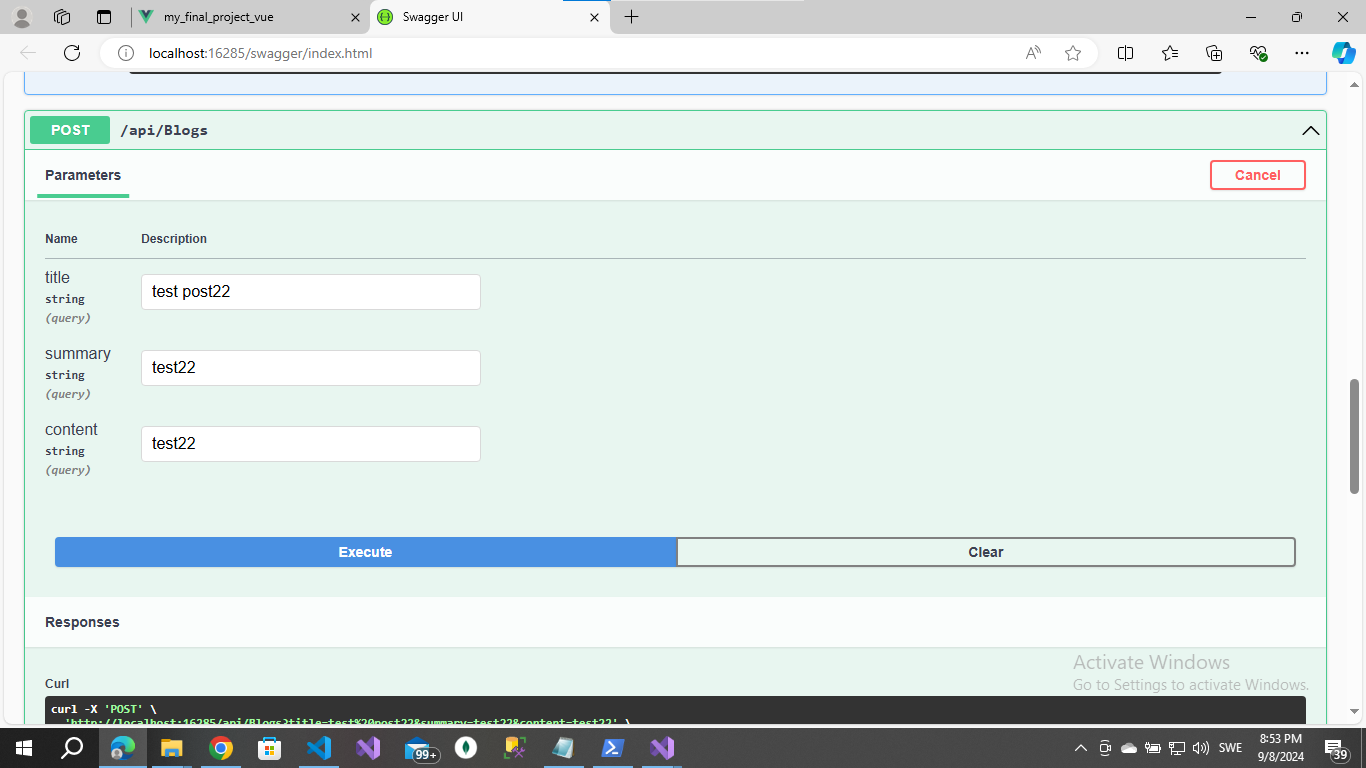 my_final_project_vue
Swagger UI
localhost:16285/swagger/index.html
POST /api/Blogs
Parameters
Cancel
Name Description
title
string
(query)
test post22
summary
string
(query)
test22
content
string
(query)
test22
Execute
Clear
Responses
Curl
curl -X 'POST' \
'http://localhost:16285/api/Blogs?title=test%20post22&summary=test22&content=test22' \
Activate Windows
Go to Settings to activate Windows.
99+
SWE
8:53 PM
9/8/2024
39